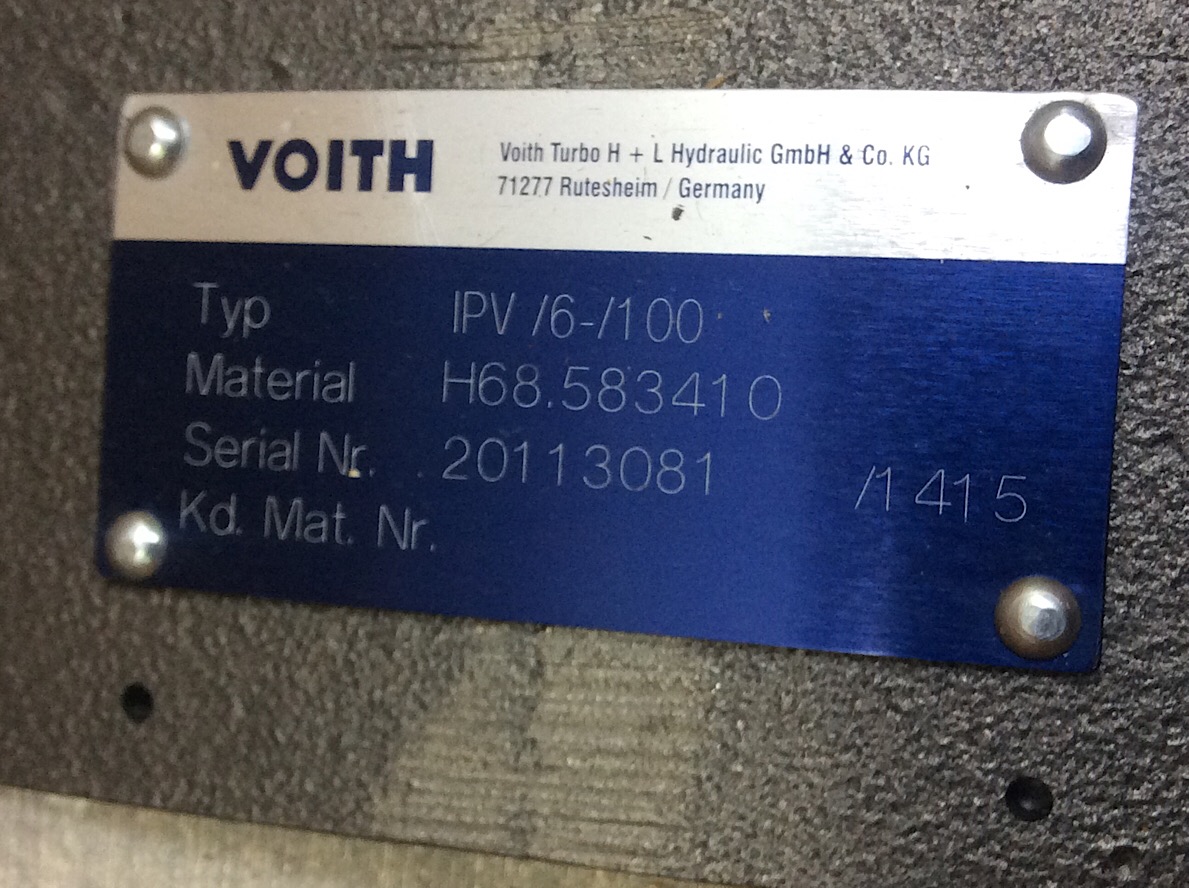 VOITH
Voith Turbo H + L Hydraulic GmbH & Co. KG
71277 Rutesheim / Germany
Typ IPV /6-/100
Material H68.583410
Serial Nr. 20113081 /1415
Kd. Mat. Nr.